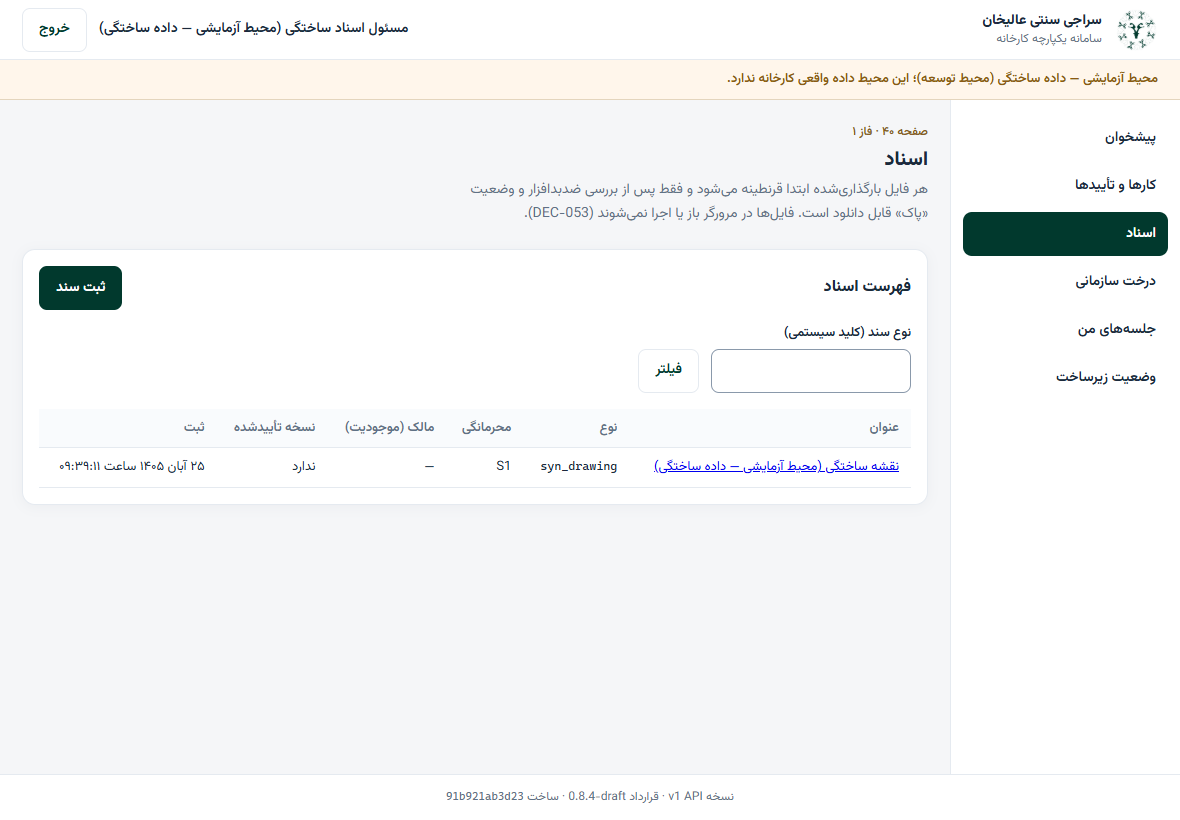 سراجی سنتی عالیخان
سامانه یکپارچه کارخانه
مسئول اسناد ساختگی (محیط آزمایشی — داده ساختگی)
خروج
محیط آزمایشی — داده ساختگی (محیط توسعه)؛ این محیط داده واقعی کارخانه ندارد.
پیشخوان
کارها و تأییدها
اسناد
درخت سازمانی
جلسه‌های من
وضعیت زیرساخت
صفحه ۴۰ · فاز ۱
اسناد
هر فایل بارگذاری‌شده ابتدا قرنطینه می‌شود و فقط پس از بررسی ضدبدافزار و وضعیت
«پاک» قابل دانلود است. فایل‌ها در مرورگر باز یا اجرا نمی‌شوند (DEC-053).
فهرست اسناد
ثبت سند
نوع سند (کلید سیستمی)
فیلتر
عنوان نوع محرمانگی مالک (موجودیت) نسخه تأییدشده ثبت
نقشه ساختگی (محیط آزمایشی — داده ساختگی) syn_drawing S1 — ندارد ۲۵ آبان ۱۴۰۵ ساعت ۰۹:۳۹:۱۱
نسخه v1 API · قرارداد 0.8.4-draft · ساخت 91b921ab3d23